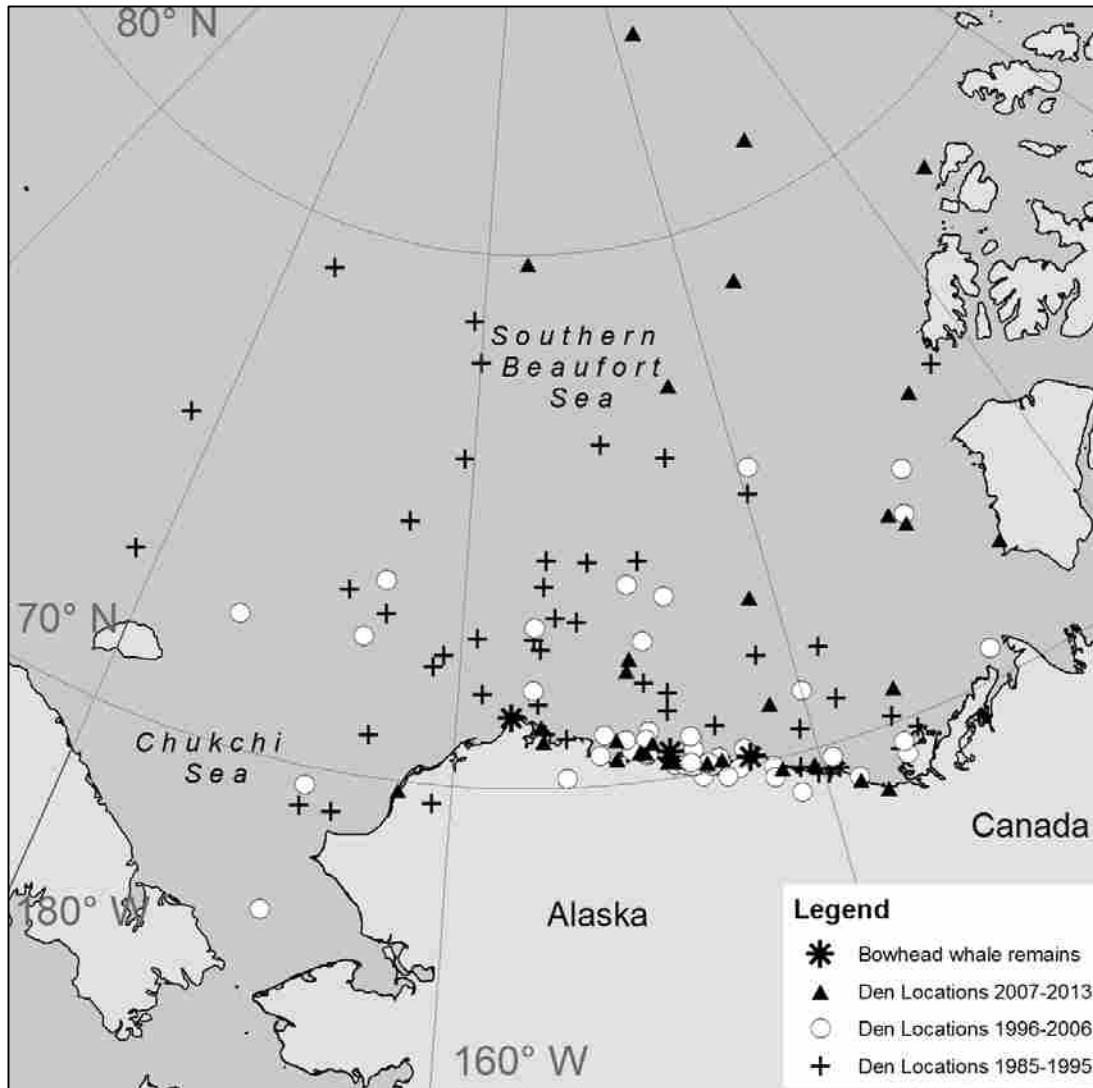 80° N
Southern
Beaufort
Sea
70° N
Chukchi
Sea
Canada
180° W
Alaska
160° W
Legend
Bowhead whale remains
Den Locations 2007-2013
Den Locations 1996-2006
Den Locations 1985-1995